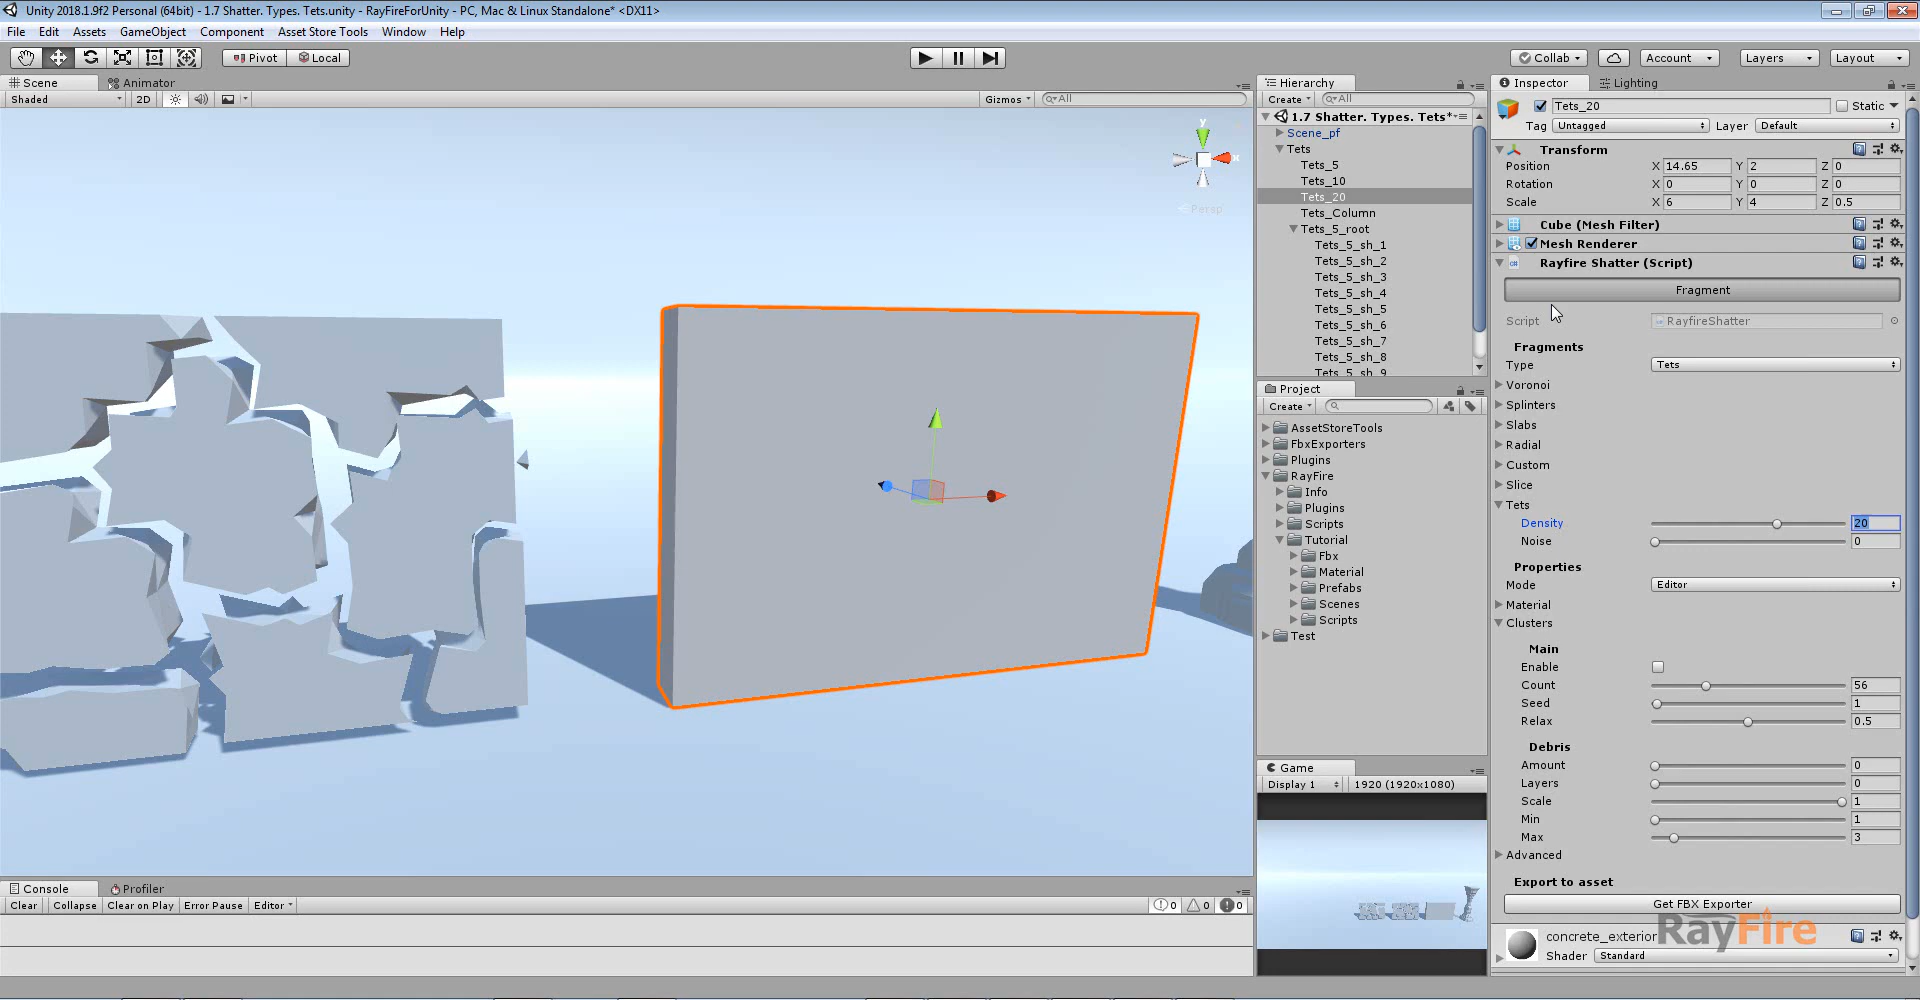 Unity 2018.1.9f2 Personal (64bit) - 1.7 Shatter. Types. Tets.unity - RayFireForUnity - PC, Mac & Linux Standalone* <DX11>
File Edit Assets GameObject Component Asset Store Tools Window Help
Pivot Local Collab Account Layers Layout
Scene Animator
Shaded 2D Gizmos All
y
x
Persp
Hierarchy
Create All
1.7 Shatter. Types. Tets*
Scene_pf
Tets
Tets_5
Tets_10
Tets_20
Tets_Column
Tets_5_root
Tets_5_sh_1
Tets_5_sh_2
Tets_5_sh_3
Tets_5_sh_4
Tets_5_sh_5
Tets_5_sh_6
Tets_5_sh_7
Tets_5_sh_8
Tets_5_sh_9
Project
Create
AssetStoreTools
FbxExporters
Plugins
RayFire
Info
Plugins
Scripts
Tutorial
Fbx
Material
Prefabs
Scenes
Scripts
Test
Game
Display 1 1920 (1920x1080)
Inspector Lighting
Tets_20 Static
Tag Untagged Layer Default
Transform
Position X 14.65 Y 2 Z 0
Rotation X 0 Y 0 Z 0
Scale X 6 Y 4 Z 0.5
Cube (Mesh Filter)
Mesh Renderer
Rayfire Shatter (Script)
Fragment
Script RayfireShatter
Fragments
Type Tets
Voronoi
Splinters
Slabs
Radial
Custom
Slice
Tets
Density 20
Noise 0
Properties
Mode Editor
Material
Clusters
Main
Enable
Count 56
Seed 1
Relax 0.5
Debris
Amount 0
Layers 0
Scale 1
Min 1
Max 3
Advanced
Export to asset
Get FBX Exporter
concrete_exterior
Shader Standard
RayFire
Console Profiler
Clear Collapse Clear on Play Error Pause Editor 0 0 0